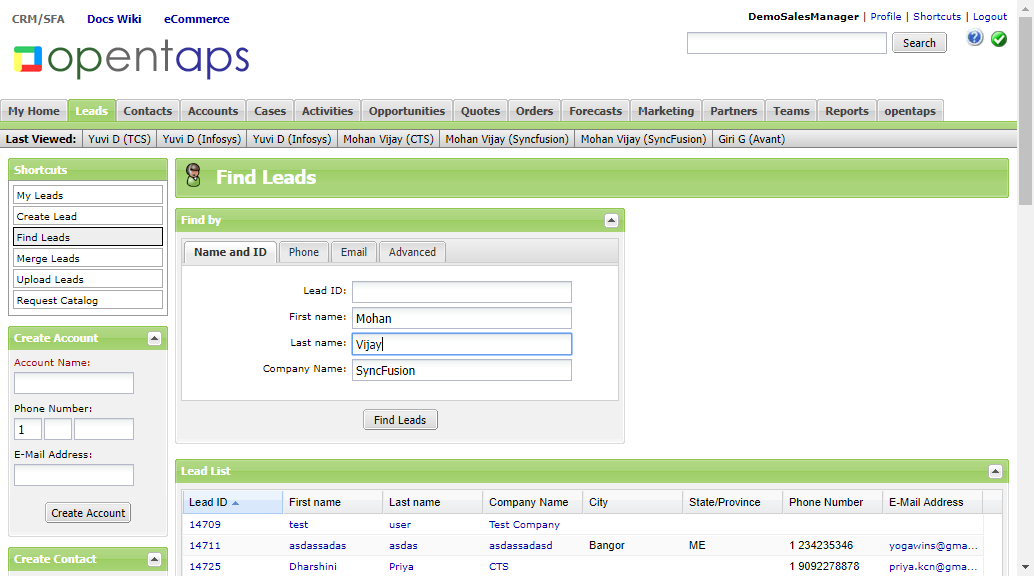 CRM/SFA Docs Wiki eCommerce
DemoSalesManager | Profile | Shortcuts | Logout
opentaps
Search
My Home Leads Contacts Accounts Cases Activities Opportunities Quotes Orders Forecasts Marketing Partners Teams Reports opentaps
Last Viewed: Yuvi D (TCS) Yuvi D (Infosys) Yuvi D (Infosys) Mohan Vijay (CTS) Mohan Vijay (Syncfusion) Mohan Vijay (SyncFusion) Giri G (Avant)
Shortcuts
My Leads
Create Lead
Find Leads
Merge Leads
Upload Leads
Request Catalog
Create Account
Account Name:
Phone Number:
1
E-Mail Address:
Create Account
Create Contact
Find Leads
Find by
Name and ID Phone Email Advanced
Lead ID:
First name: Mohan
Last name: Vijay
Company Name: SyncFusion
Find Leads
Lead List
Lead ID First name Last name Company Name City State/Province Phone Number E-Mail Address
14709 test user Test Company
14711 asdassadas asdas asdassadasd Bangor ME 1 234235346 yogawins@gma...
14725 Dharshini Priya CTS 1 9092278878 priya.kcn@gma...